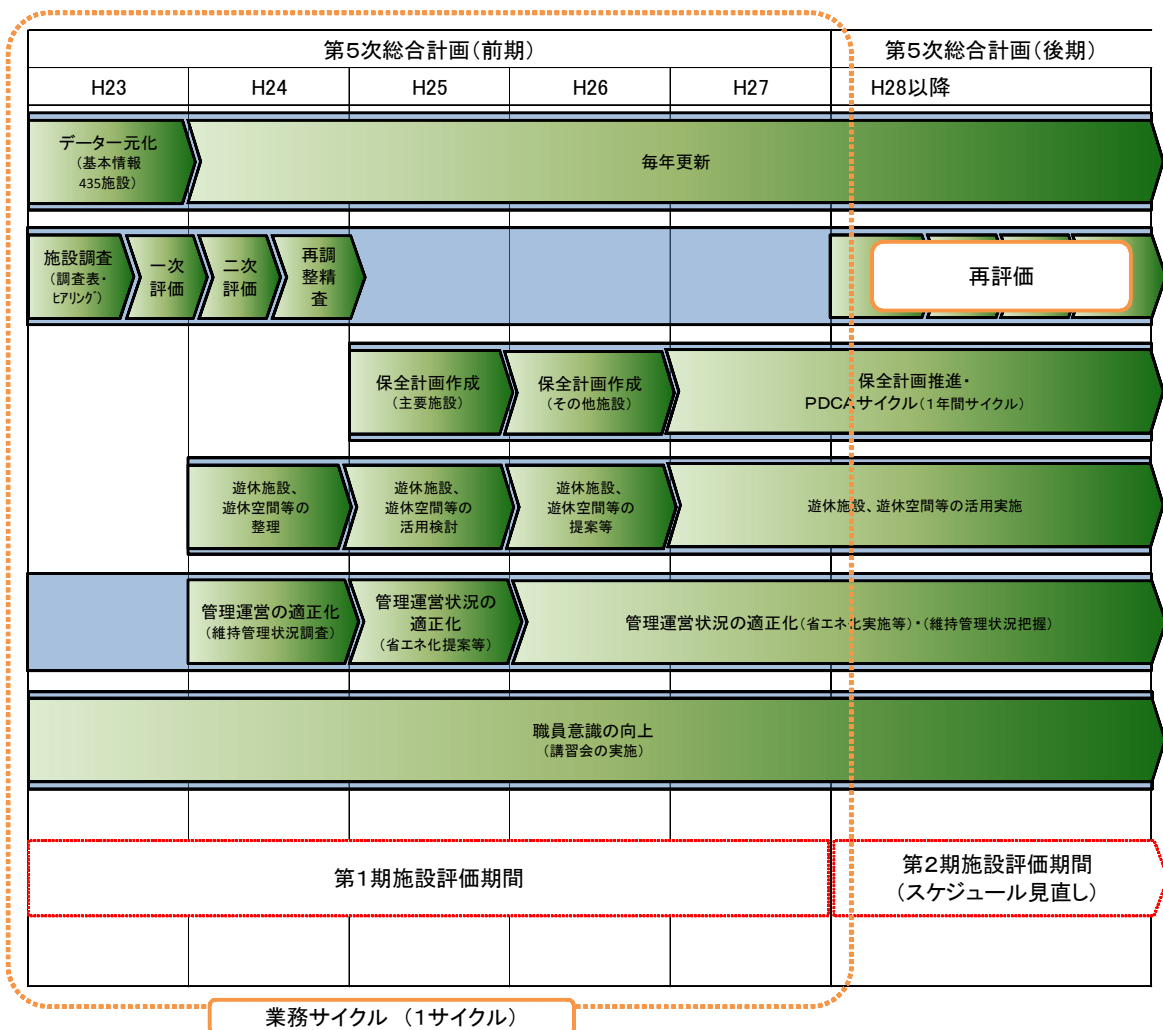 第5次総合計画(前期)
第5次総合計画(後期)
H23
H24
H25
H26
H27
H28以降
データ一元化
(基本情報
435施設)
毎年更新
施設調査
(調査表・
ﾋｱﾘﾝｸﾞ)
一次
評価
二次
評価
再調
整精
査
再評価
保全計画作成
(主要施設)
保全計画作成
(その他施設)
保全計画推進・
PDCAサイクル(1年間サイクル)
遊休施設、
遊休空間等の
整理
遊休施設、
遊休空間等の
活用検討
遊休施設、
遊休空間等の
提案等
遊休施設、遊休空間等の活用実施
管理運営の適正化
(維持管理状況調査)
管理運営状況の
適正化
(省エネ化提案等)
管理運営状況の適正化(省エネ化実施等)・(維持管理状況把握)
職員意識の向上
(講習会の実施)
第1期施設評価期間
第2期施設評価期間
(スケジュール見直し)
業務サイクル (1サイクル)